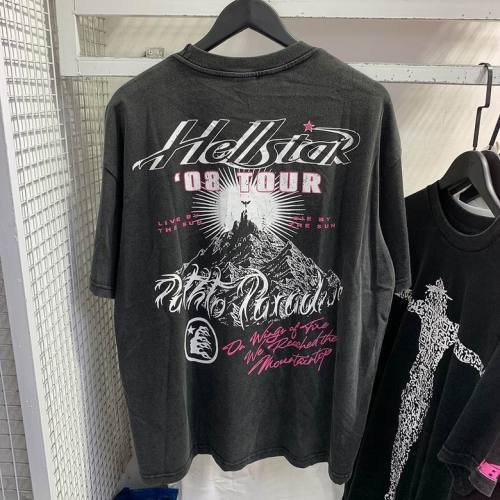 Hellstar
'08 TOUR
LIVE BY
THE SUN
DIE BY
THE SUN
Path to Paradise
On Wings of Fire
We Reached the
Mountaintop